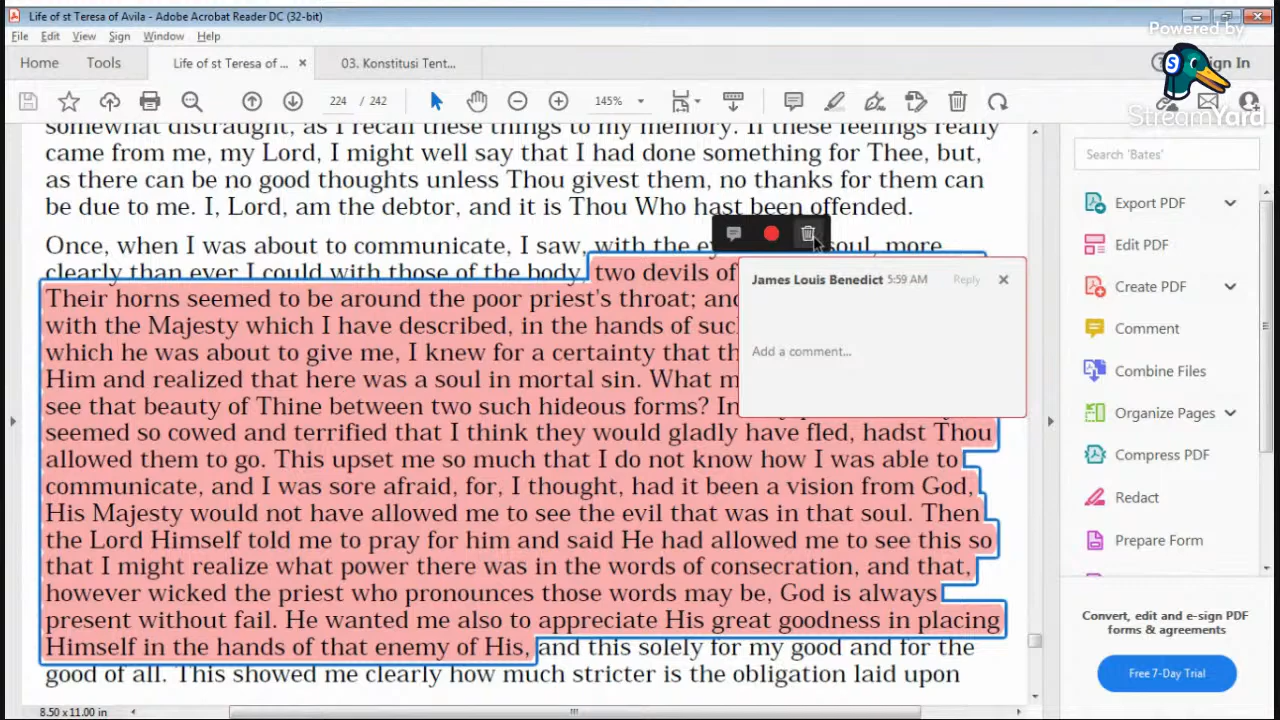 Life of st Teresa of Avila - Adobe Acrobat Reader DC (32-bit)
Powered by
File Edit View Sign Window Help
Home Tools Life of st Teresa of ... × 03. Konstitusi Tent... Sign In
224 / 242 145%
StreamYard
somewhat distraught, as I recall these things to my memory. If these feelings really
came from me, my Lord, I might well say that I had done something for Thee, but,
as there can be no good thoughts unless Thou givest them, no thanks for them can
be due to me. I, Lord, am the debtor, and it is Thou Who hast been offended.
Once, when I was about to communicate, I saw, with the soul, more
clearly than ever I could with those of the body, two devils of
Their horns seemed to be around the poor priest's throat; and
with the Majesty which I have described, in the hands of
which he was about to give me, I knew for a certainty that
Him and realized that here was a soul in mortal sin. What
see that beauty of Thine between two such hideous forms?
seemed so cowed and terrified that I think they would gladly have fled, hadst Thou
allowed them to go. This upset me so much that I do not know how I was able to
communicate, and I was sore afraid, for, I thought, had it been a vision from God,
His Majesty would not have allowed me to see the evil that was in that soul. Then
the Lord Himself told me to pray for him and said He had allowed me to see this so
that I might realize what power there was in the words of consecration, and that,
however wicked the priest who pronounces those words may be, God is always
present without fail. He wanted me also to appreciate His great goodness in placing
Himself in the hands of that enemy of His, and this solely for my good and for the
good of all. This showed me clearly how much stricter is the obligation laid upon
James Louis Benedict 5:59 AM Reply
Add a comment...
Search 'Bates'
Export PDF
Edit PDF
Create PDF
Comment
Combine Files
Organize Pages
Compress PDF
Redact
Prepare Form
Convert, edit and e-sign PDF
forms & agreements
Free 7-Day Trial
8.50 x 11.00 in